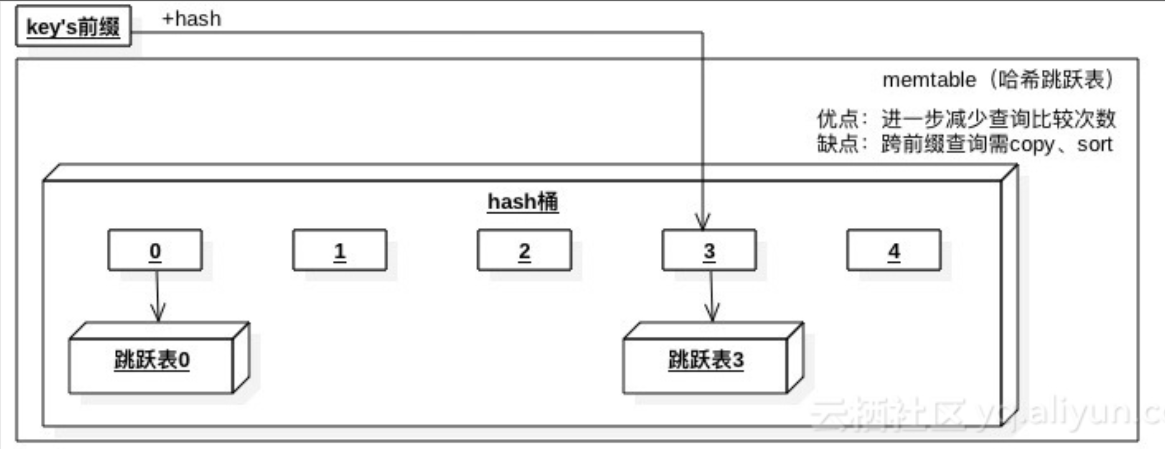 key's前缀
+hash
memtable（哈希跳跃表）
优点：进一步减少查询比较次数
缺点：跨前缀查询需copy、sort
hash桶
0
1
2
3
4
跳跃表0
跳跃表3
云栖社区 yq.aliyun.c